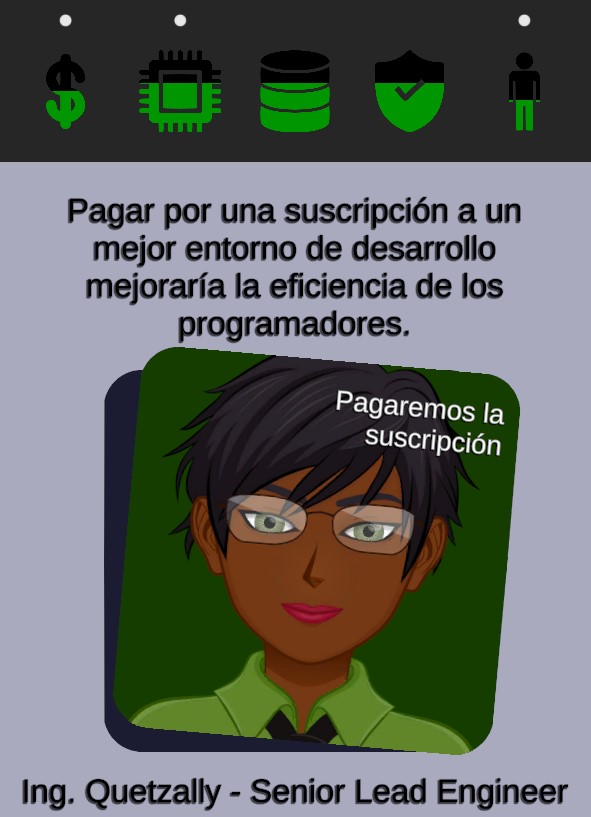 Pagar por una suscripción a un
mejor entorno de desarrollo
mejoraría la eficiencia de los
programadores.
Pagaremos la
suscripción
Ing. Quetzally - Senior Lead Engineer